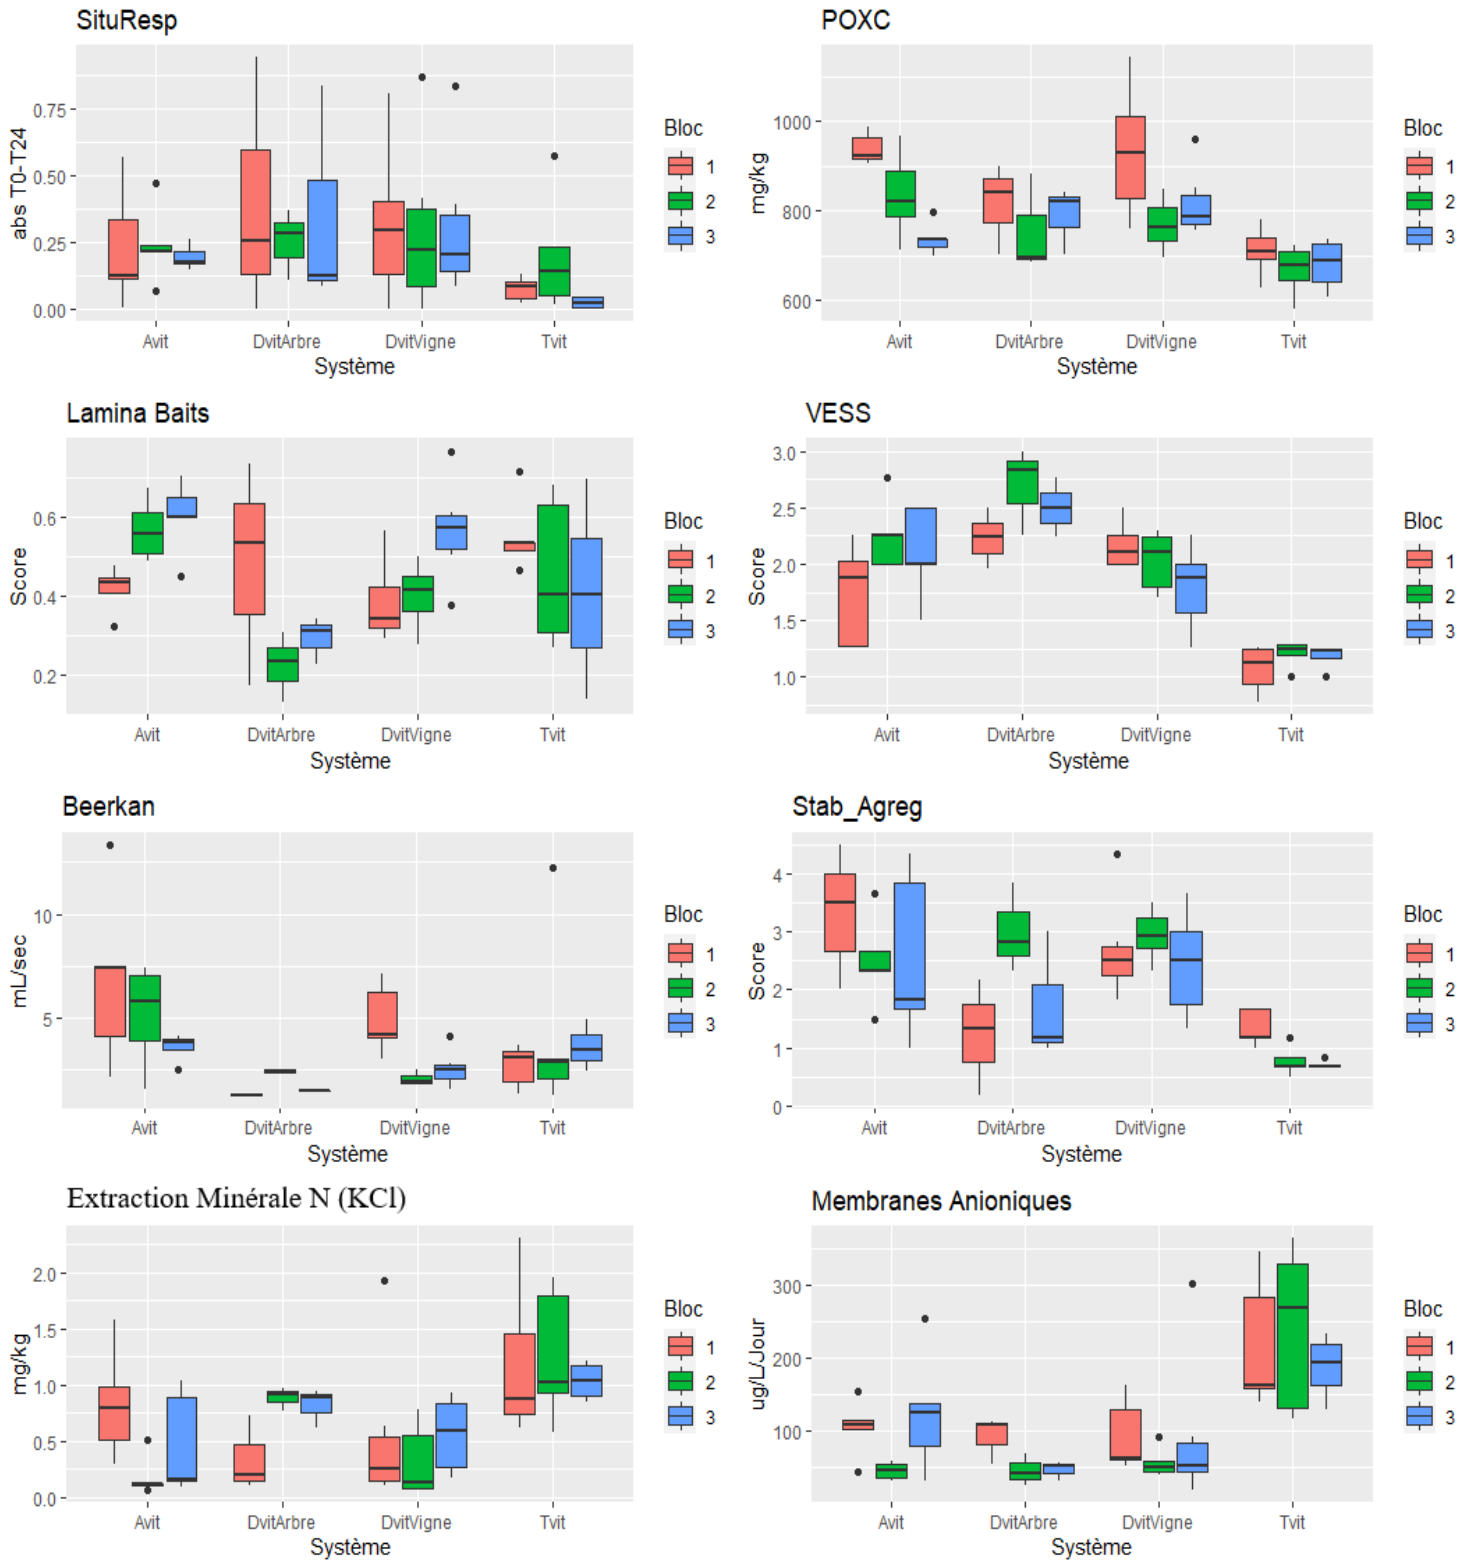 SituResp
abs T0-T24
0.75
0.50
0.25
0.00
Avit DvitArbre DvitVigne Tvit
Système
Bloc
1
2
3
POXC
mg/kg
1000
800
600
Avit DvitArbre DvitVigne Tvit
Système
Bloc
1
2
3
Lamina Baits
Score
0.6
0.4
0.2
Avit DvitArbre DvitVigne Tvit
Système
Bloc
1
2
3
VESS
Score
3.0
2.5
2.0
1.5
1.0
Avit DvitArbre DvitVigne Tvit
Système
Bloc
1
2
3
Beerkan
mL/sec
10
5
Avit DvitArbre DvitVigne Tvit
Système
Bloc
1
2
3
Stab_Agreg
Score
4
3
2
1
0
Avit DvitArbre DvitVigne Tvit
Système
Bloc
1
2
3
Extraction Minérale N (KCl)
mg/kg
2.0
1.5
1.0
0.5
0.0
Avit DvitArbre DvitVigne Tvit
Système
Bloc
1
2
3
Membranes Anioniques
ug/L/Jour
300
200
100
Avit DvitArbre DvitVigne Tvit
Système
Bloc
1
2
3